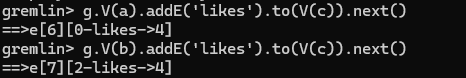 gremlin> g.V(a).addE('likes').to(V(c)).next()
==>e[6][0-likes->4]
gremlin> g.V(b).addE('likes').to(V(c)).next()
==>e[7][2-likes->4]